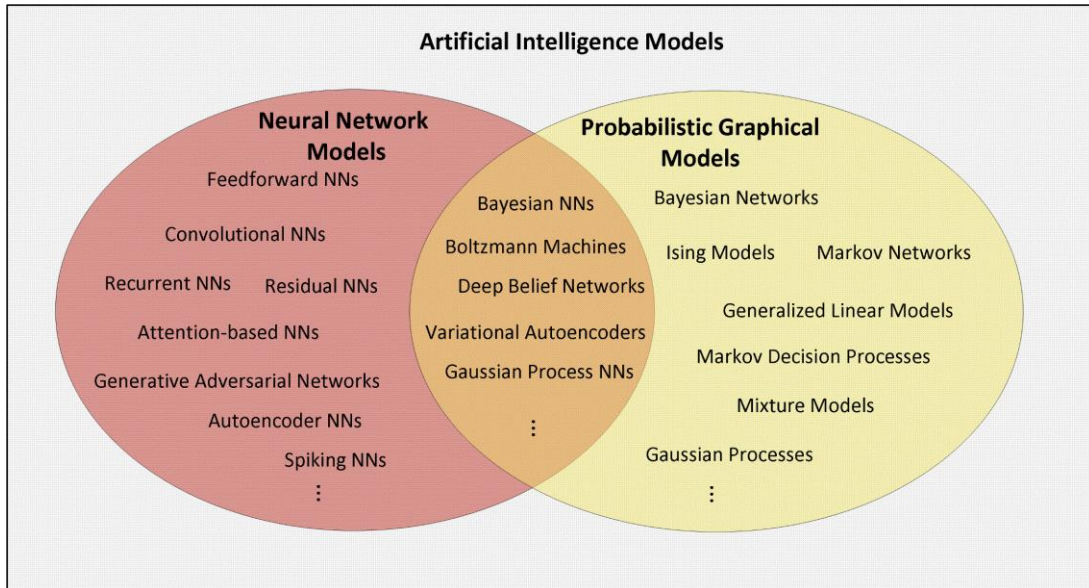 Artificial Intelligence Models
Neural Network
Models
Feedforward NNs
Convolutional NNs
Recurrent NNs
Residual NNs
Attention-based NNs
Generative Adversarial Networks
Autoencoder NNs
Spiking NNs
⋮
Bayesian NNs
Boltzmann Machines
Deep Belief Networks
Variational Autoencoders
Gaussian Process NNs
⋮
Probabilistic Graphical
Models
Bayesian Networks
Ising Models
Markov Networks
Generalized Linear Models
Markov Decision Processes
Mixture Models
Gaussian Processes
⋮